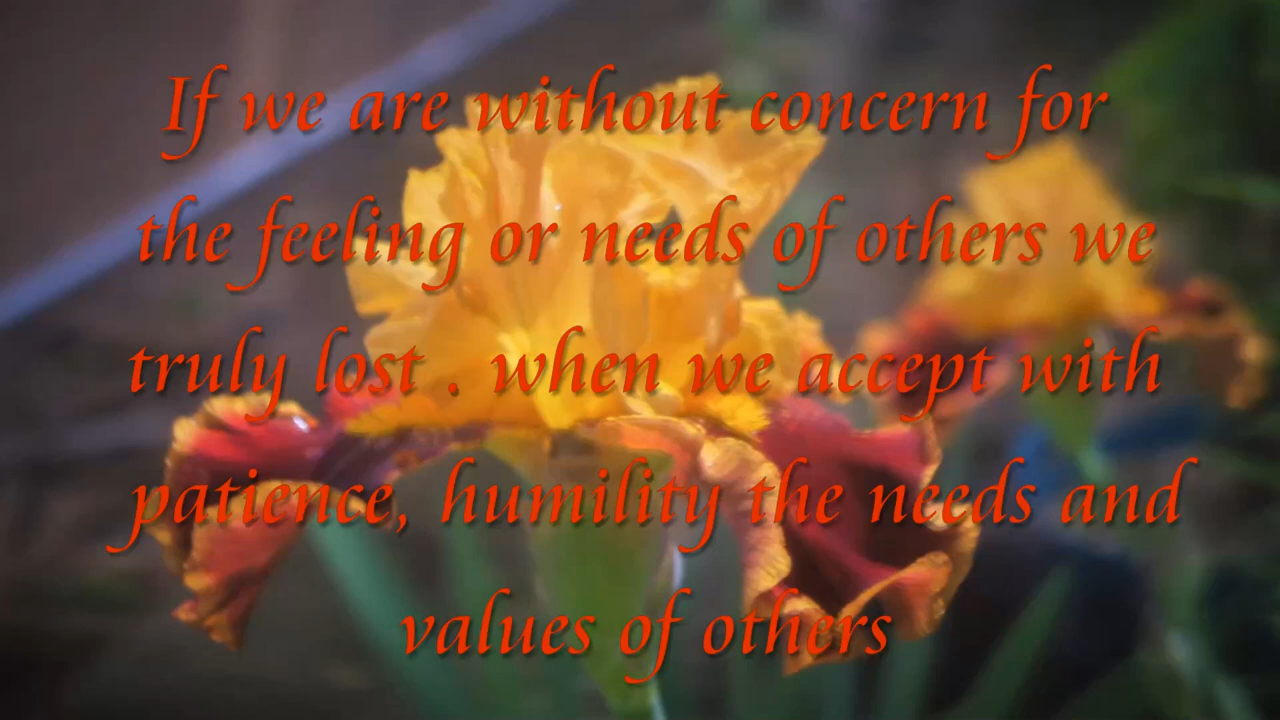 If we are without concern for
the feeling or needs of others we
truly lost . when we accept with
patience, humility the needs and
values of others